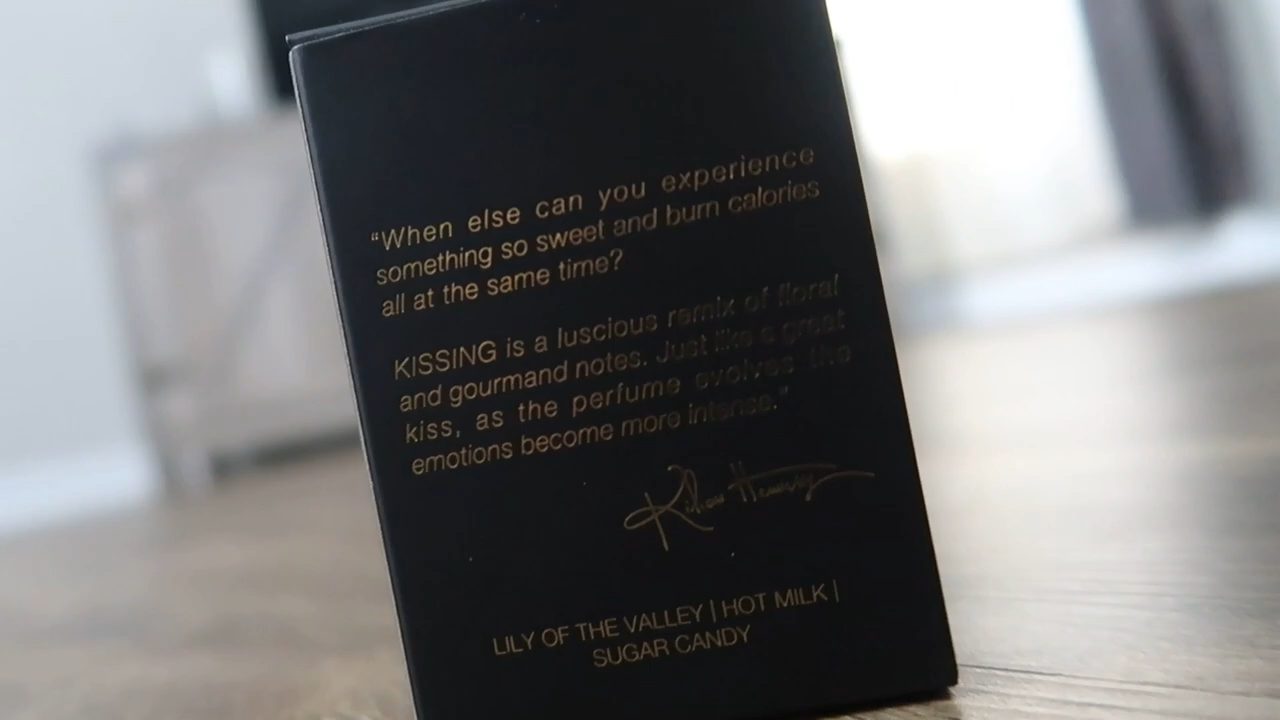 “When else can you experience
something so sweet and burn calories
all at the same time?
KISSING is a luscious remix of floral
and gourmand notes. Just like a great
kiss, as the perfume evolves the
emotions become more intense.”
Kilian Hennessy
LILY OF THE VALLEY | HOT MILK |
SUGAR CANDY